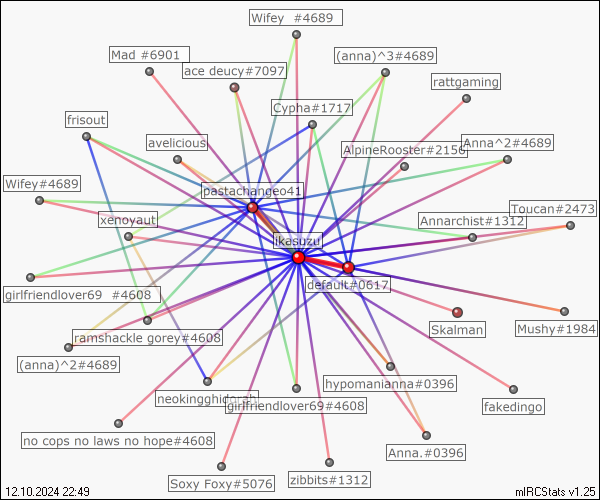 Wifey  #4689
Mad #6901
(anna)^3#4689
ace deucy#7097
rattgaming
Cypha#1717
frisout
avelicious
Anna^2#4689
AlpineRooster#2156
Wifey#4689
pastachangeo41
Toucan#2473
xenoyaut
Annarchist#1312
ikasuzu
default#0617
girlfriendlover69  #4608
Skalman
Mushy#1984
ramshackle gorey#4608
(anna)^2#4689
hypomanianna#0396
neokingghidorah
girlfriendlover69#4608
fakedingo
no cops no laws no hope#4608
Anna.#0396
Soxy Foxy#5076
zibbits#1312
12.10.2024 22:49
mIRCStats v1.25